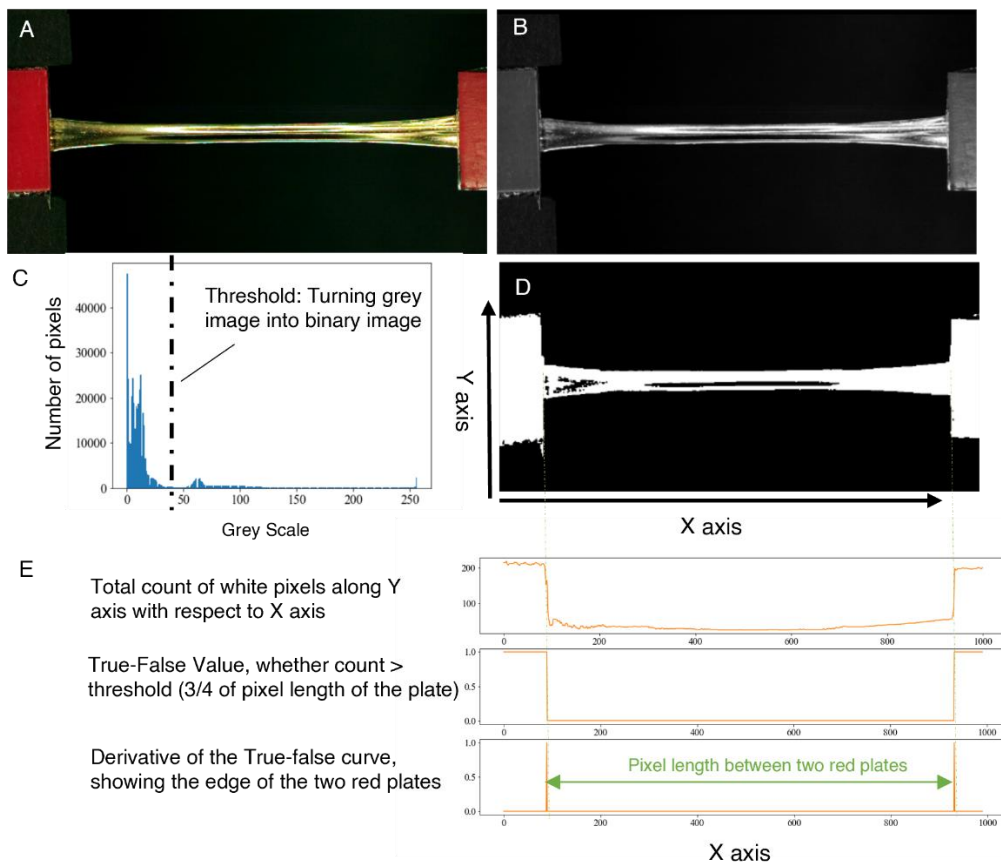 A
B
C
Number of pixels
40000
30000
20000
10000
0
0
50
100
150
200
250
Grey Scale
Threshold: Turning grey
image into binary image
D
Y axis
X axis
E
Total count of white pixels along Y
axis with respect to X axis
200
100
0
200
400
600
800
1000
True-False Value, whether count >
threshold (3/4 of pixel length of the plate)
1.0
0.5
0.0
0
200
400
600
800
1000
Derivative of the True-false curve,
showing the edge of the two red plates
1.0
0.5
0.0
Pixel length between two red plates
0
200
400
600
800
1000
X axis